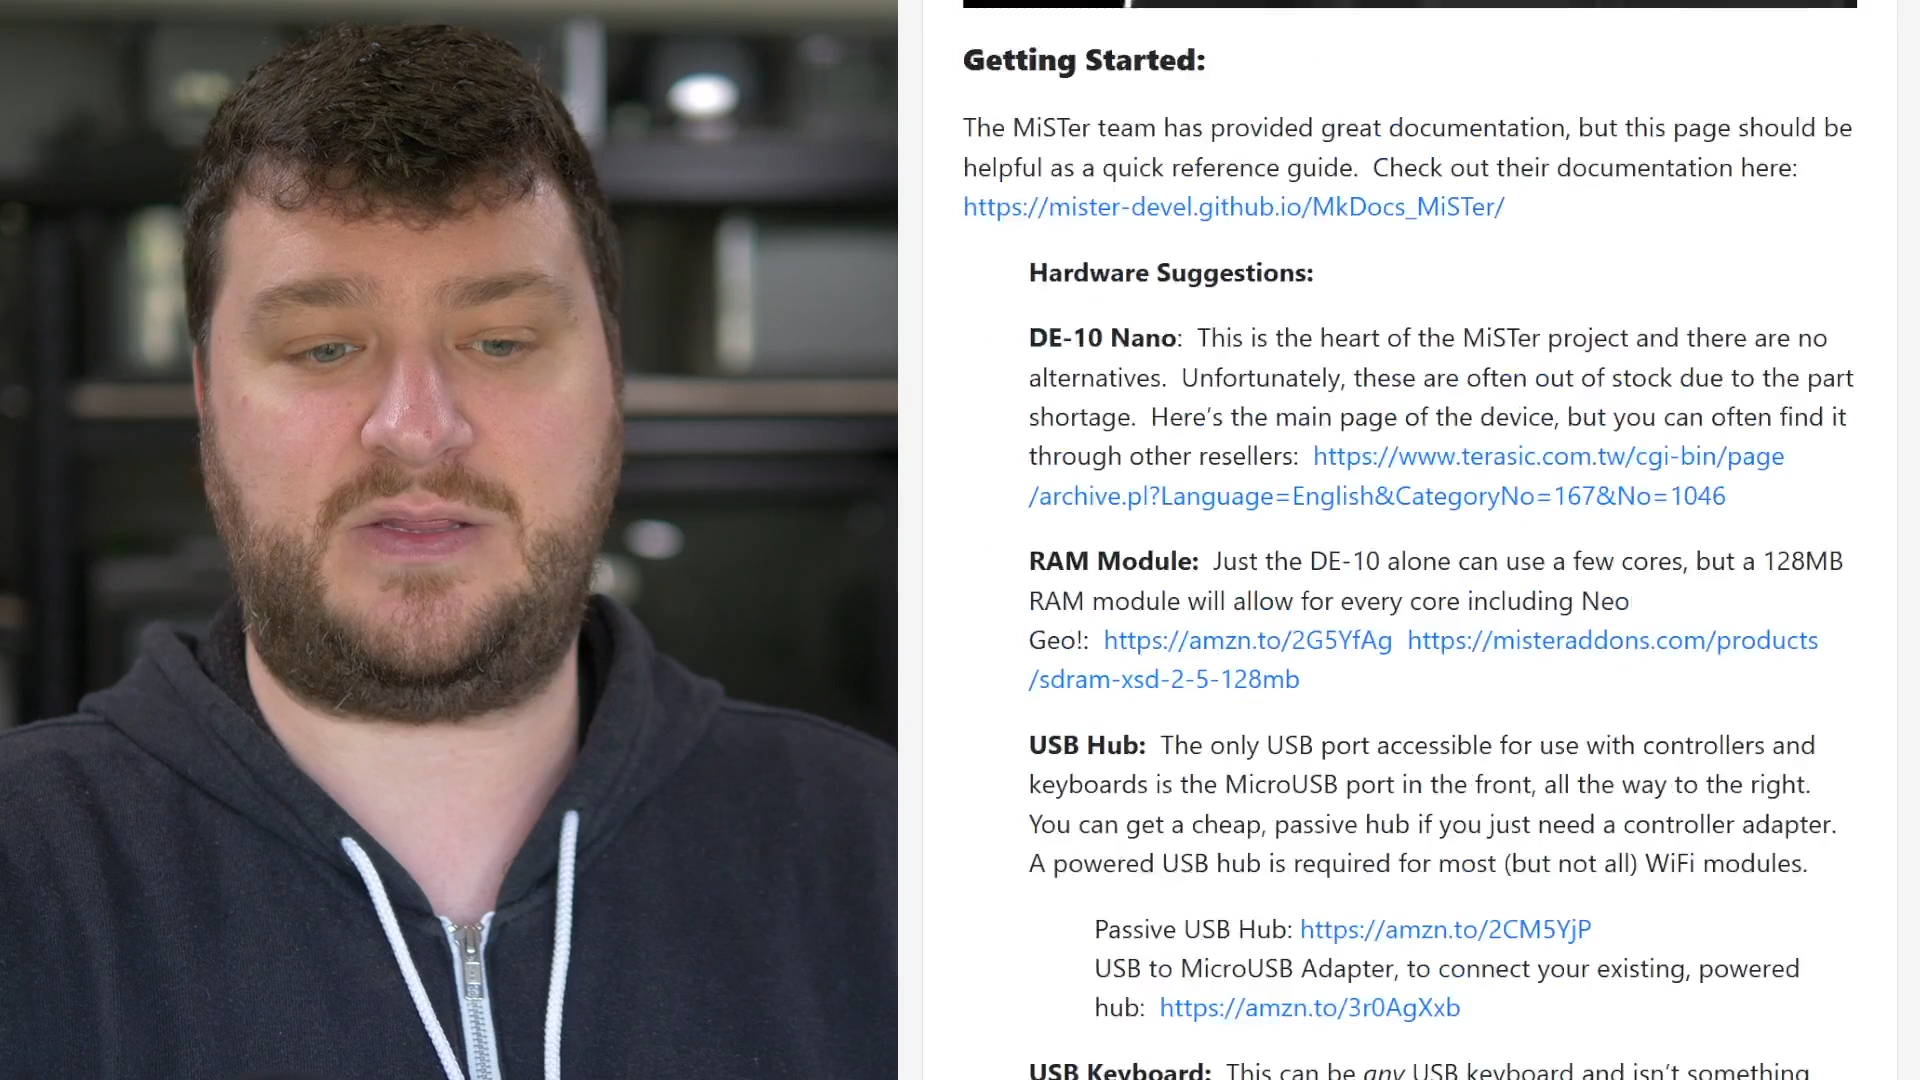 Getting Started:
The MiSTer team has provided great documentation, but this page should be
helpful as a quick reference guide.  Check out their documentation here:
https://mister-devel.github.io/MkDocs_MiSTer/
Hardware Suggestions:
DE-10 Nano:  This is the heart of the MiSTer project and there are no
alternatives.  Unfortunately, these are often out of stock due to the part
shortage.  Here’s the main page of the device, but you can often find it
through other resellers:  https://www.terasic.com.tw/cgi-bin/page
/archive.pl?Language=English&CategoryNo=167&No=1046
RAM Module:  Just the DE-10 alone can use a few cores, but a 128MB
RAM module will allow for every core including Neo
Geo!:  https://amzn.to/2G5YfAg  https://misteraddons.com/products
/sdram-xsd-2-5-128mb
USB Hub:  The only USB port accessible for use with controllers and
keyboards is the MicroUSB port in the front, all the way to the right.
You can get a cheap, passive hub if you just need a controller adapter.
A powered USB hub is required for most (but not all) WiFi modules.
Passive USB Hub: https://amzn.to/2CM5YjP
USB to MicroUSB Adapter, to connect your existing, powered
hub:  https://amzn.to/3r0AgXxb
USB Keyboard:  This can be any USB keyboard and isn’t something